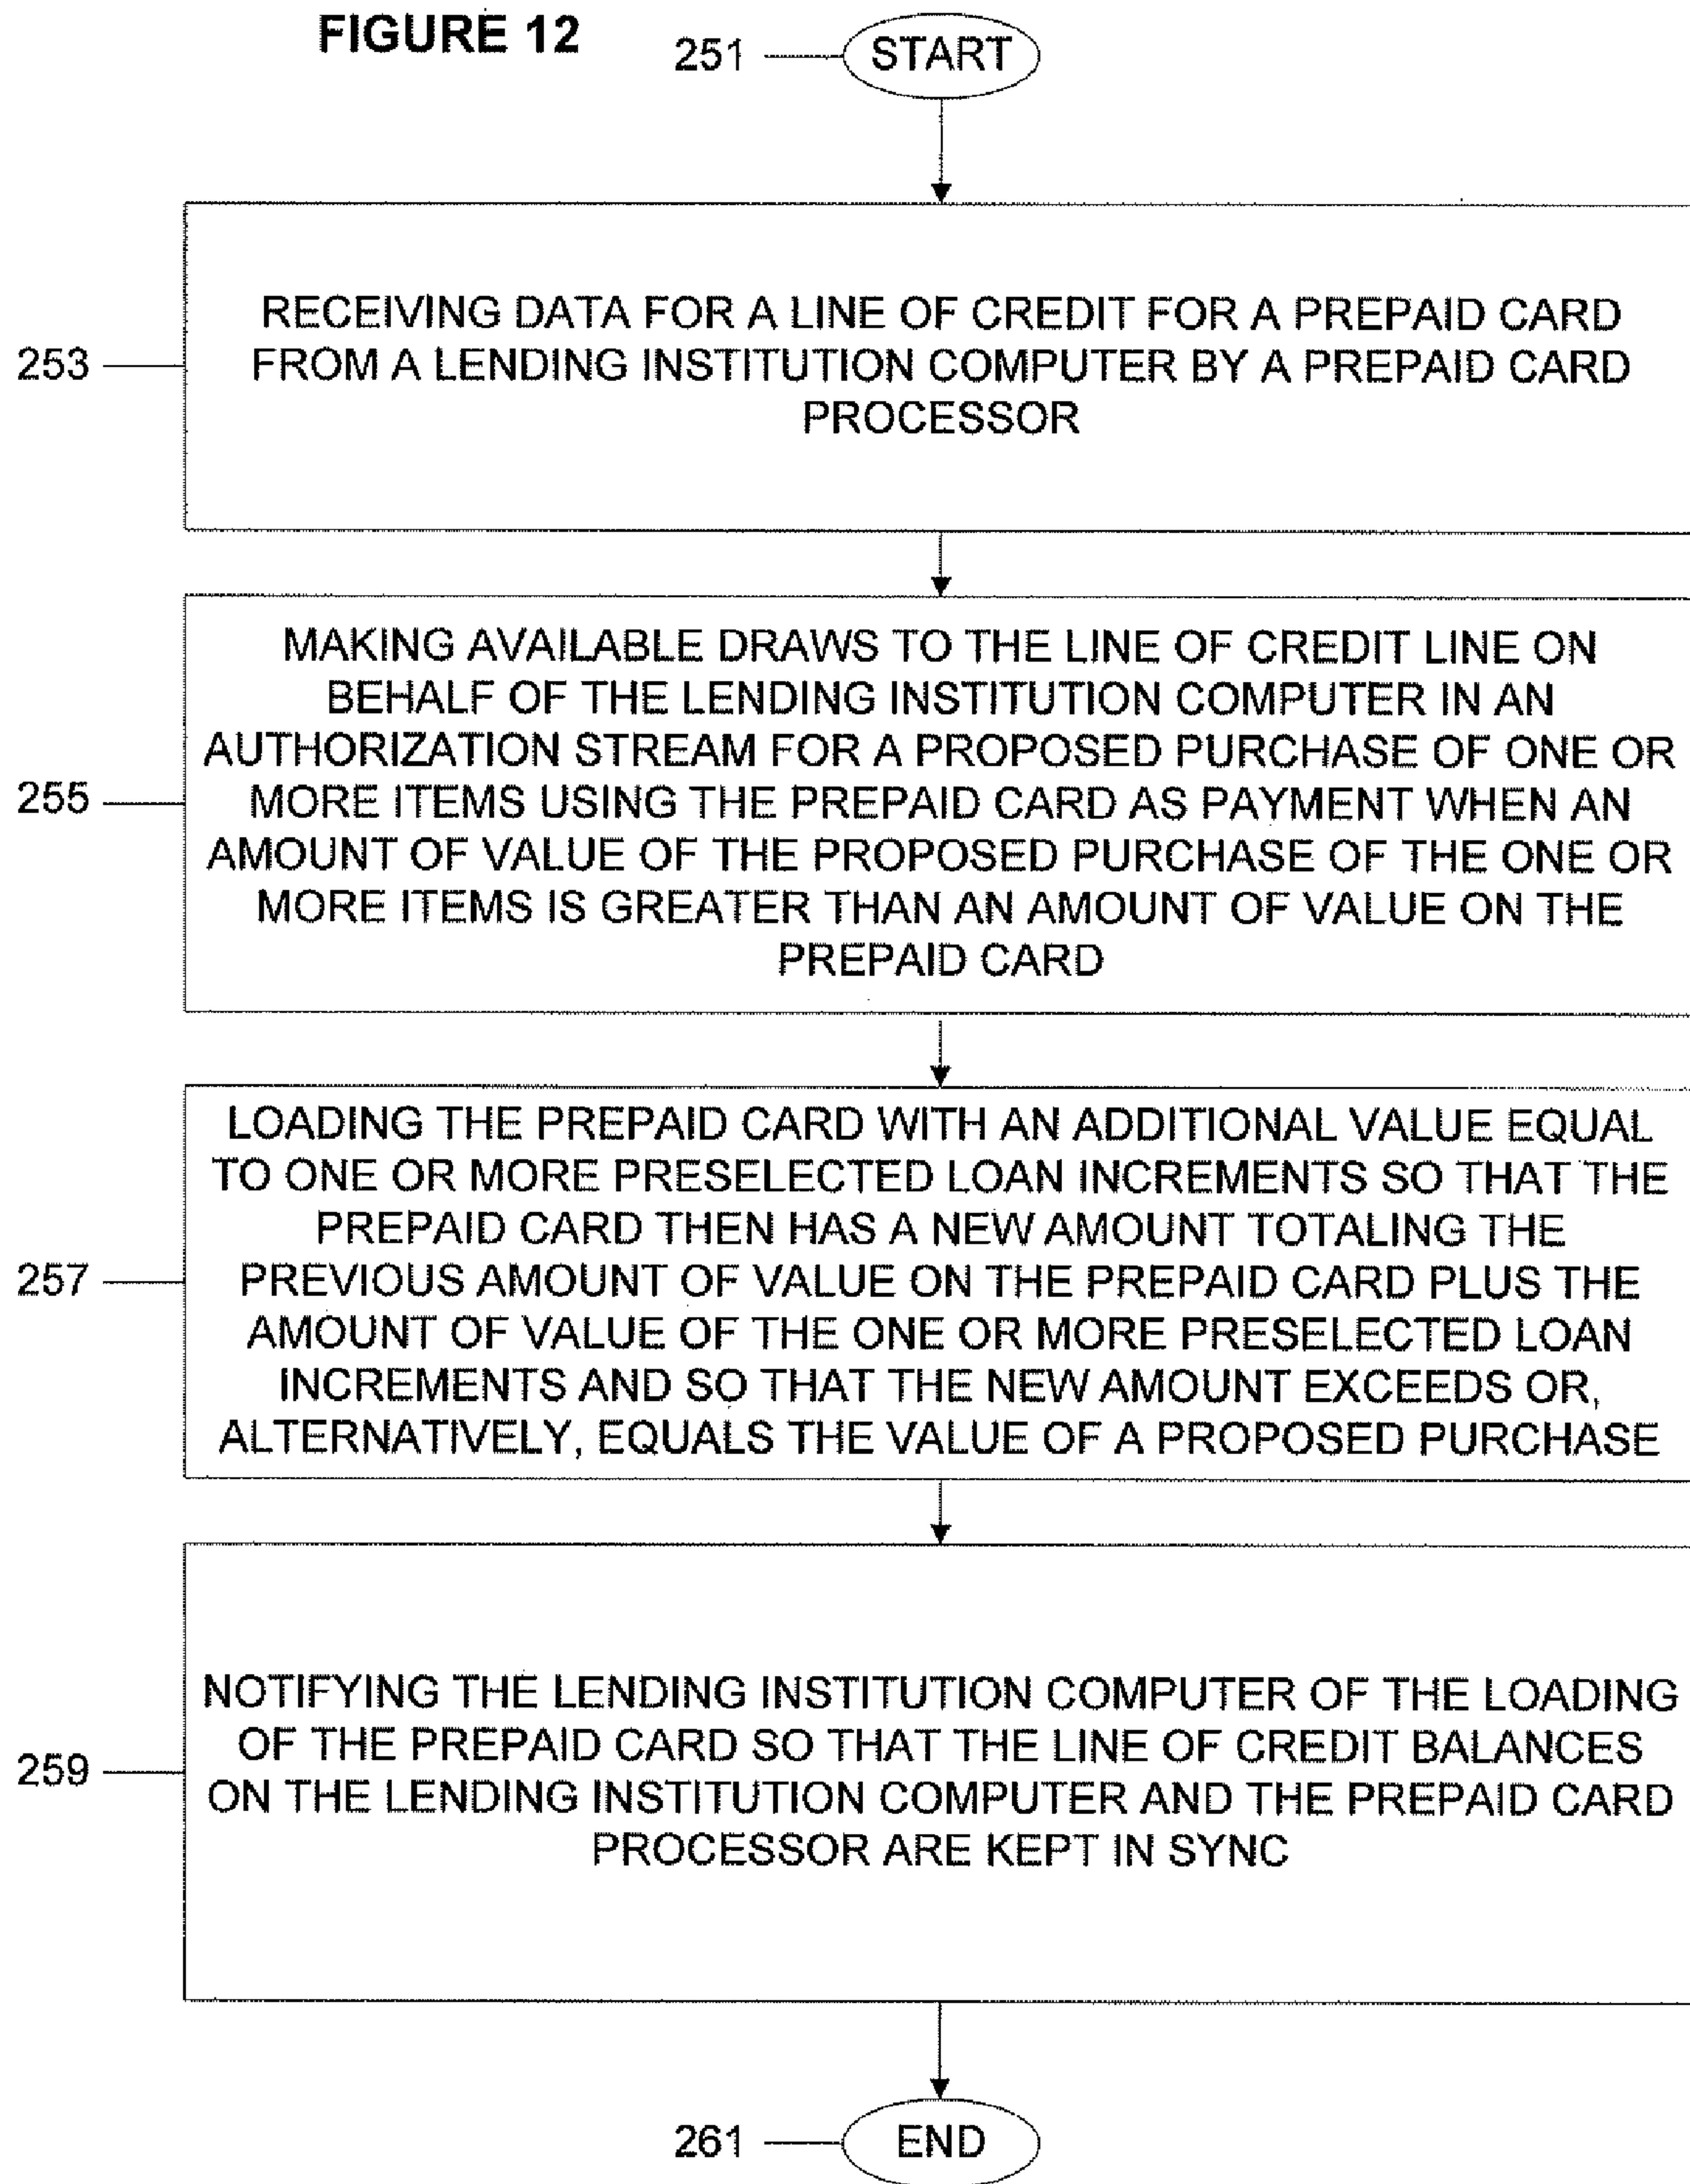 FIGURE 12
251
START
253
RECEIVING DATA FOR A LINE OF CREDIT FOR A PREPAID CARD
FROM A LENDING INSTITUTION COMPUTER BY A PREPAID CARD
PROCESSOR
255
MAKING AVAILABLE DRAWS TO THE LINE OF CREDIT LINE ON
BEHALF OF THE LENDING INSTITUTION COMPUTER IN AN
AUTHORIZATION STREAM FOR A PROPOSED PURCHASE OF ONE OR
MORE ITEMS USING THE PREPAID CARD AS PAYMENT WHEN AN
AMOUNT OF VALUE OF THE PROPOSED PURCHASE OF THE ONE OR
MORE ITEMS IS GREATER THAN AN AMOUNT OF VALUE ON THE
PREPAID CARD
257
LOADING THE PREPAID CARD WITH AN ADDITIONAL VALUE EQUAL
TO ONE OR MORE PRESELECTED LOAN INCREMENTS SO THAT THE
PREPAID CARD THEN HAS A NEW AMOUNT TOTALING THE
PREVIOUS AMOUNT OF VALUE ON THE PREPAID CARD PLUS THE
AMOUNT OF VALUE OF THE ONE OR MORE PRESELECTED LOAN
INCREMENTS AND SO THAT THE NEW AMOUNT EXCEEDS OR,
ALTERNATIVELY, EQUALS THE VALUE OF A PROPOSED PURCHASE
259
NOTIFYING THE LENDING INSTITUTION COMPUTER OF THE LOADING
OF THE PREPAID CARD SO THAT THE LINE OF CREDIT BALANCES
ON THE LENDING INSTITUTION COMPUTER AND THE PREPAID CARD
PROCESSOR ARE KEPT IN SYNC
261
END